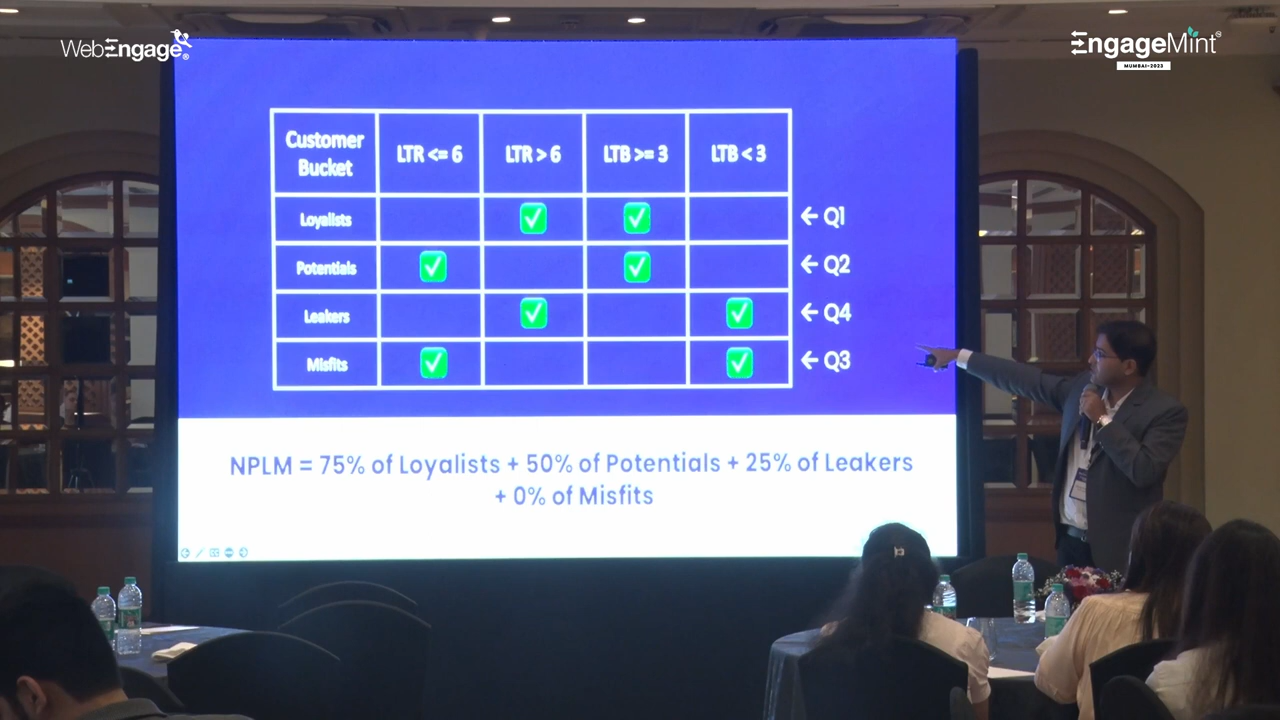 WebEngage
EngageMint
MUMBAI-2023
Customer Bucket | LTR <= 6 | LTR > 6 | LTB >= 3 | LTB < 3
Loyalists | | ✅ | ✅ | | ← Q1
Potentials | ✅ | | ✅ | | ← Q2
Leakers | | ✅ | | ✅ | ← Q4
Misfits | ✅ | | | ✅ | ← Q3
NPLM = 75% of Loyalists + 50% of Potentials + 25% of Leakers
+ 0% of Misfits